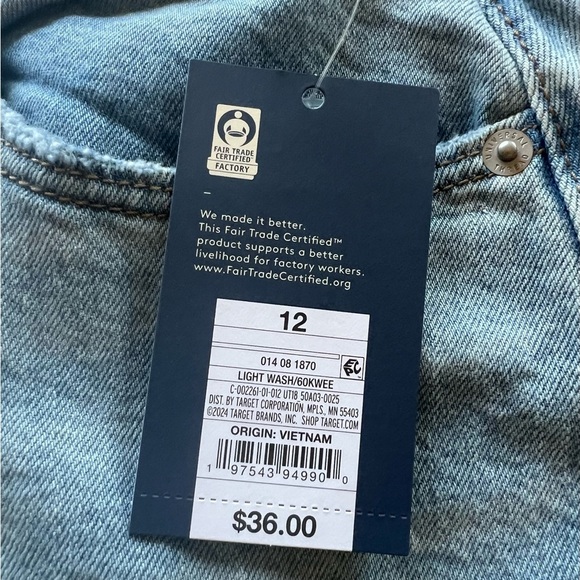 FAIR TRADE
CERTIFIED™
FACTORY
We made it better.
This Fair Trade Certified™
product supports a better
livelihood for factory workers.
www.FairTradeCertified.org
12
014 08 1870
LIGHT WASH/60KWEE
C-002261-01-012 UT18 50A03-0025
DIST. BY TARGET CORPORATION, MPLS., MN 55403
©2024 TARGET BRANDS, INC. SHOP TARGET.COM
ORIGIN: VIETNAM
1 97543 94990 0
$36.00
UNIVERSAL